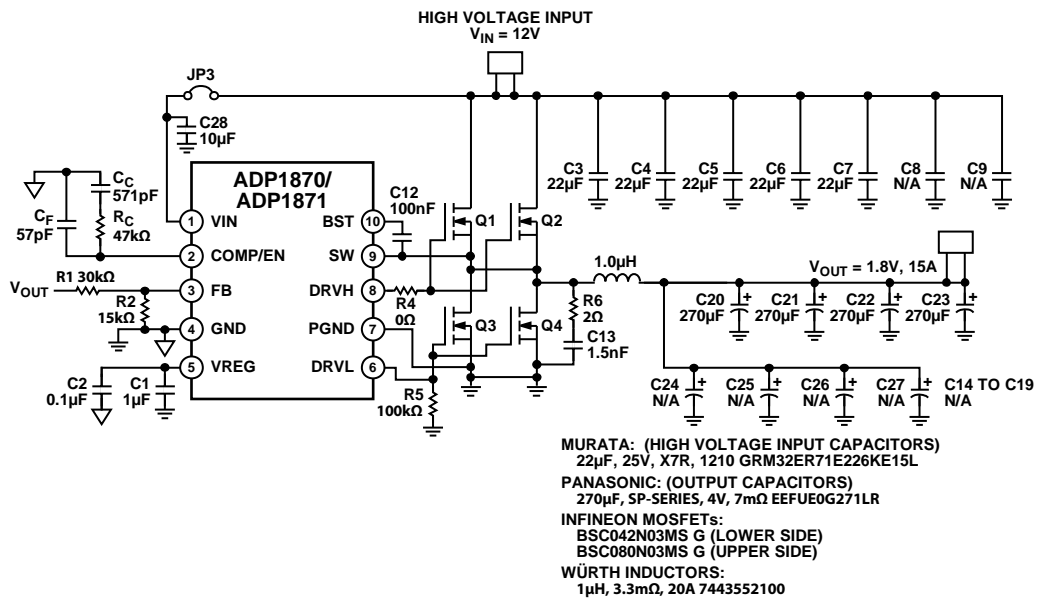 HIGH VOLTAGE INPUT
VIN = 12V
JP3
C28
10µF
CC
571pF
CF
57pF
RC
47kΩ
ADP1870/
ADP1871
C12
100nF
1 VIN
2 COMP/EN
3 FB
4 GND
5 VREG
BST 10
SW 9
DRVH 8
PGND 7
DRVL 6
VOUT
R1 30kΩ
R2
15kΩ
C2
0.1µF
C1
1µF
R4
0Ω
R5
100kΩ
Q1
Q2
Q3
Q4
C3
22µF
C4
22µF
C5
22µF
C6
22µF
C7
22µF
C8
N/A
C9
N/A
1.0µH
VOUT = 1.8V, 15A
R6
2Ω
C13
1.5nF
C20
270µF
+
C21
270µF
+
C22
270µF
+
C23
270µF
+
C24
N/A
+
C25
N/A
+
C26
N/A
+
C27
N/A
+
C14 TO C19
N/A
MURATA: (HIGH VOLTAGE INPUT CAPACITORS)
22µF, 25V, X7R, 1210 GRM32ER71E226KE15L
PANASONIC: (OUTPUT CAPACITORS)
270µF, SP-SERIES, 4V, 7mΩ EEFUE0G271LR
INFINEON MOSFETs:
BSC042N03MS G (LOWER SIDE)
BSC080N03MS G (UPPER SIDE)
WÜRTH INDUCTORS:
1µH, 3.3mΩ, 20A 7443552100